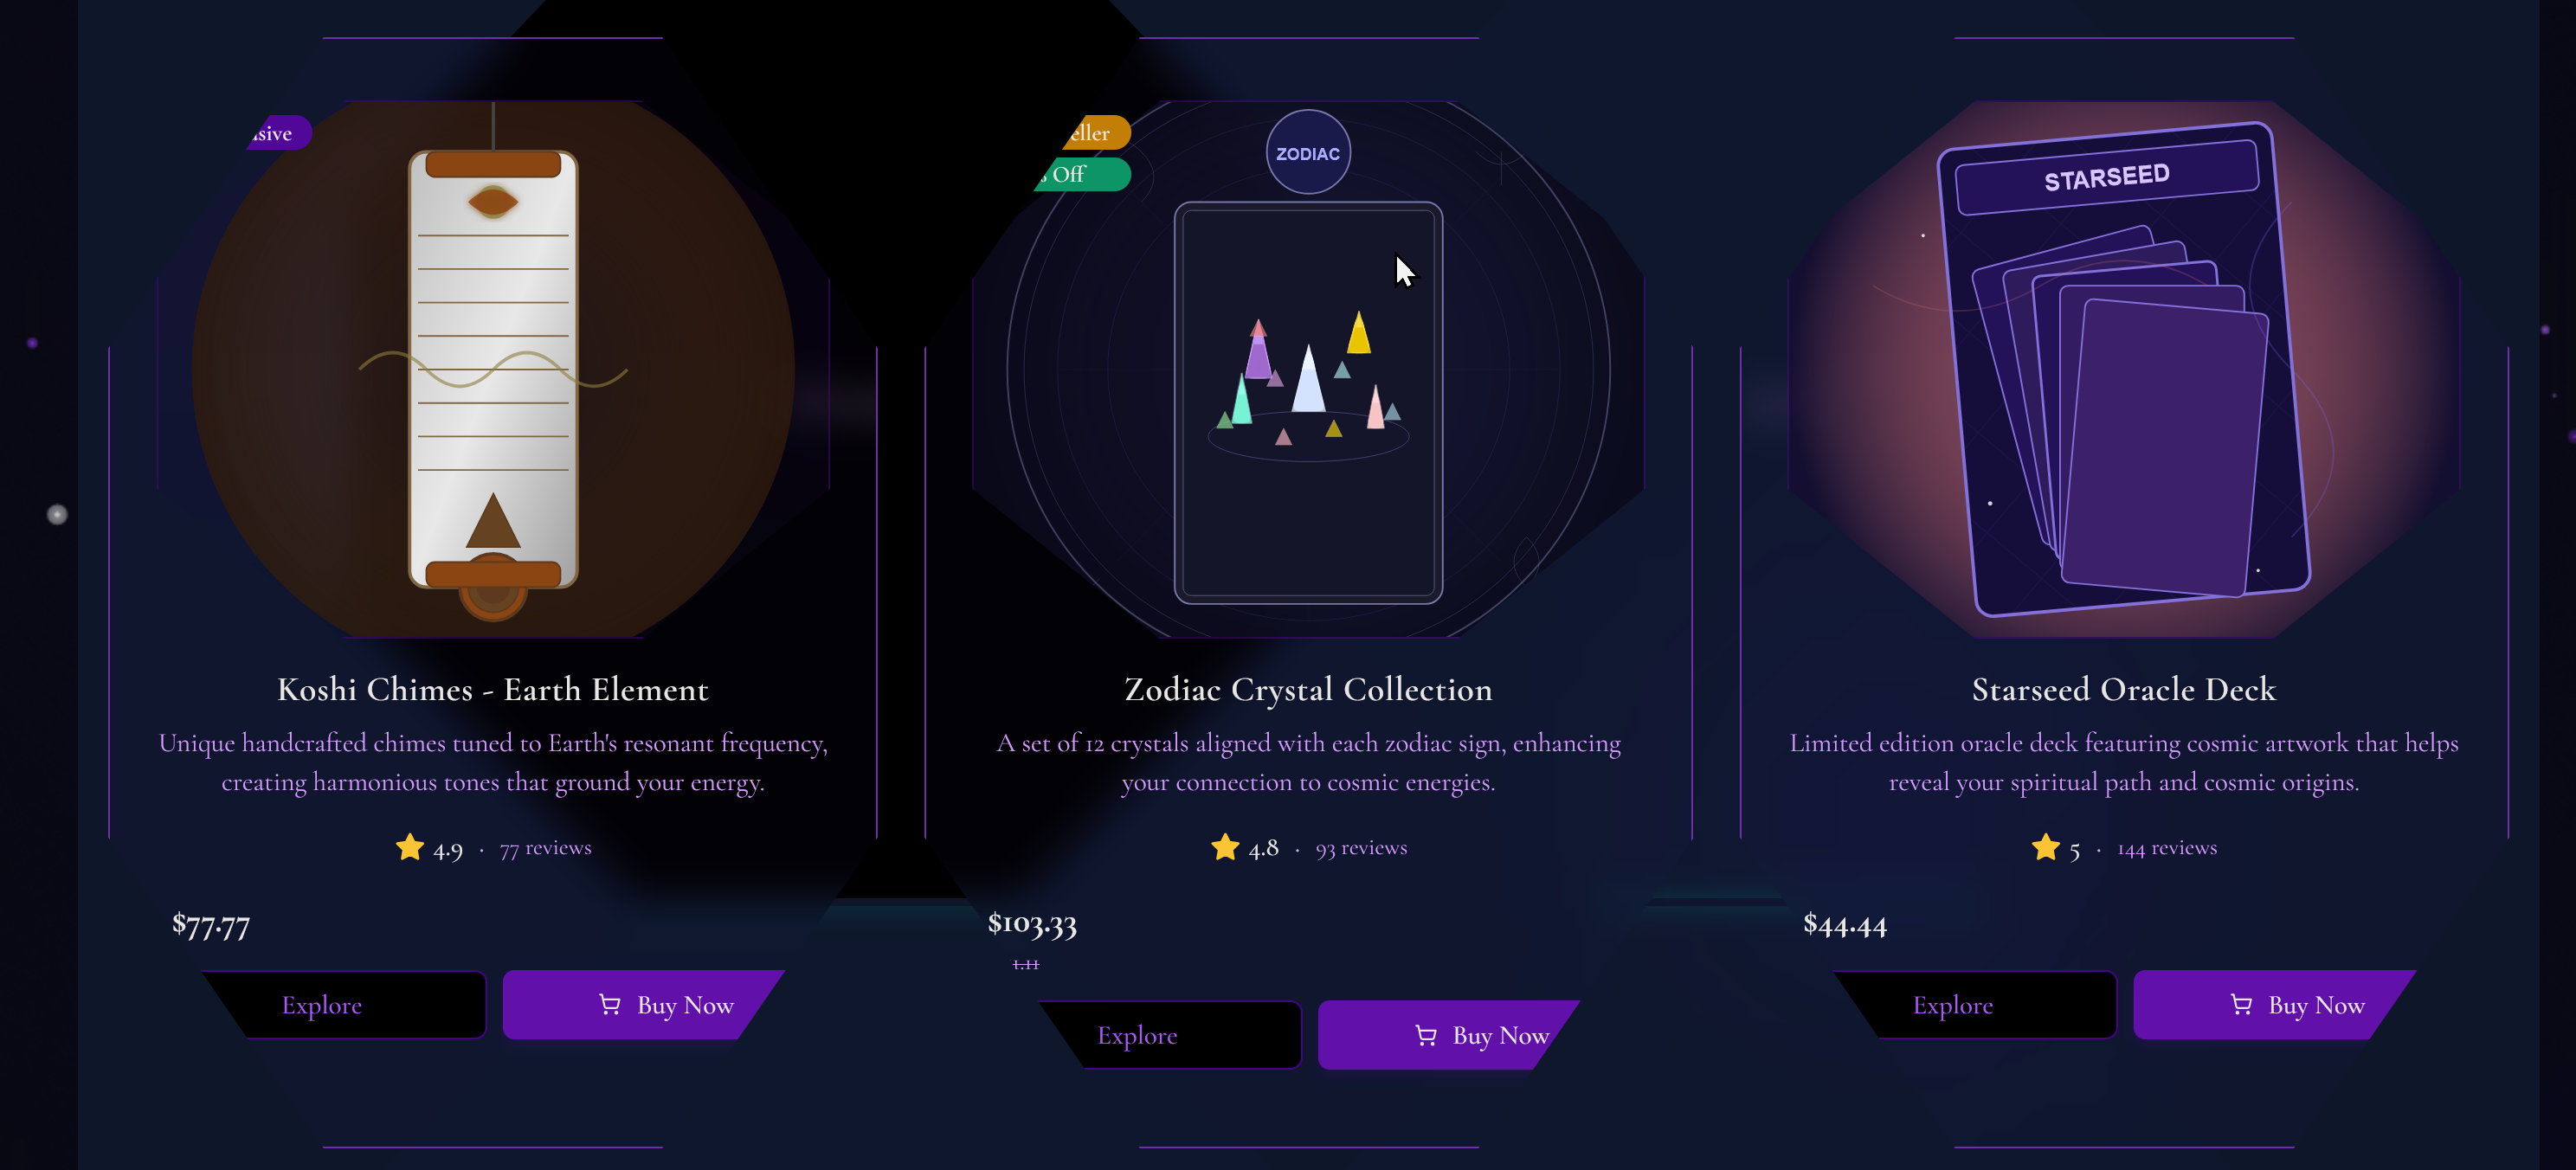 ZODIAC
STARSEED
Off
Koshi Chimes - Earth Element
Unique handcrafted chimes tuned to Earth's resonant frequency,
creating harmonious tones that ground your energy.
4.9 · 77 reviews
$77.77
Explore
Buy Now
Zodiac Crystal Collection
A set of 12 crystals aligned with each zodiac sign, enhancing
your connection to cosmic energies.
4.8 · 93 reviews
$103.33
1.11
Explore
Buy Now
Starseed Oracle Deck
Limited edition oracle deck featuring cosmic artwork that helps
reveal your spiritual path and cosmic origins.
5 · 144 reviews
$44.44
Explore
Buy Now